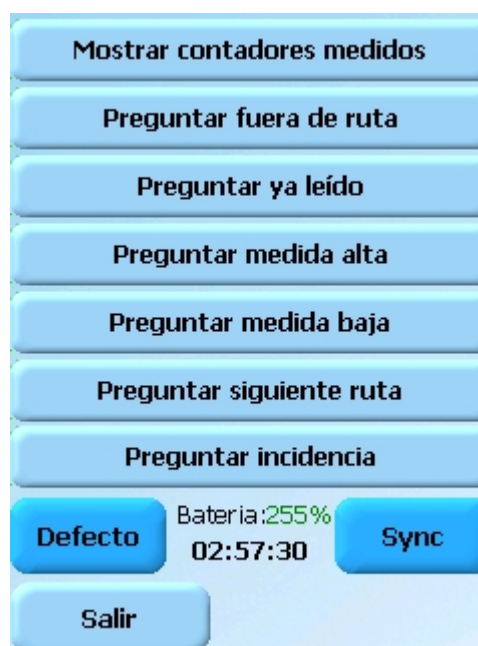 Mostrar contadores medidos
Preguntar fuera de ruta
Preguntar ya leído
Preguntar medida alta
Preguntar medida baja
Preguntar siguiente ruta
Preguntar incidencia
Defecto
Bateria:255%
02:57:30
Sync
Salir